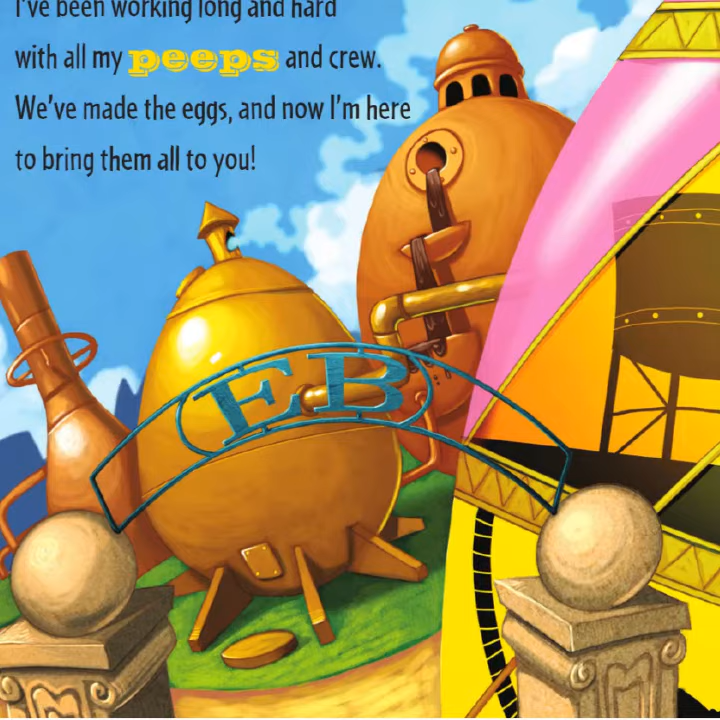 I've been working long and hard
with all my peeps and crew.
We've made the eggs, and now I'm here
to bring them all to you!
EB